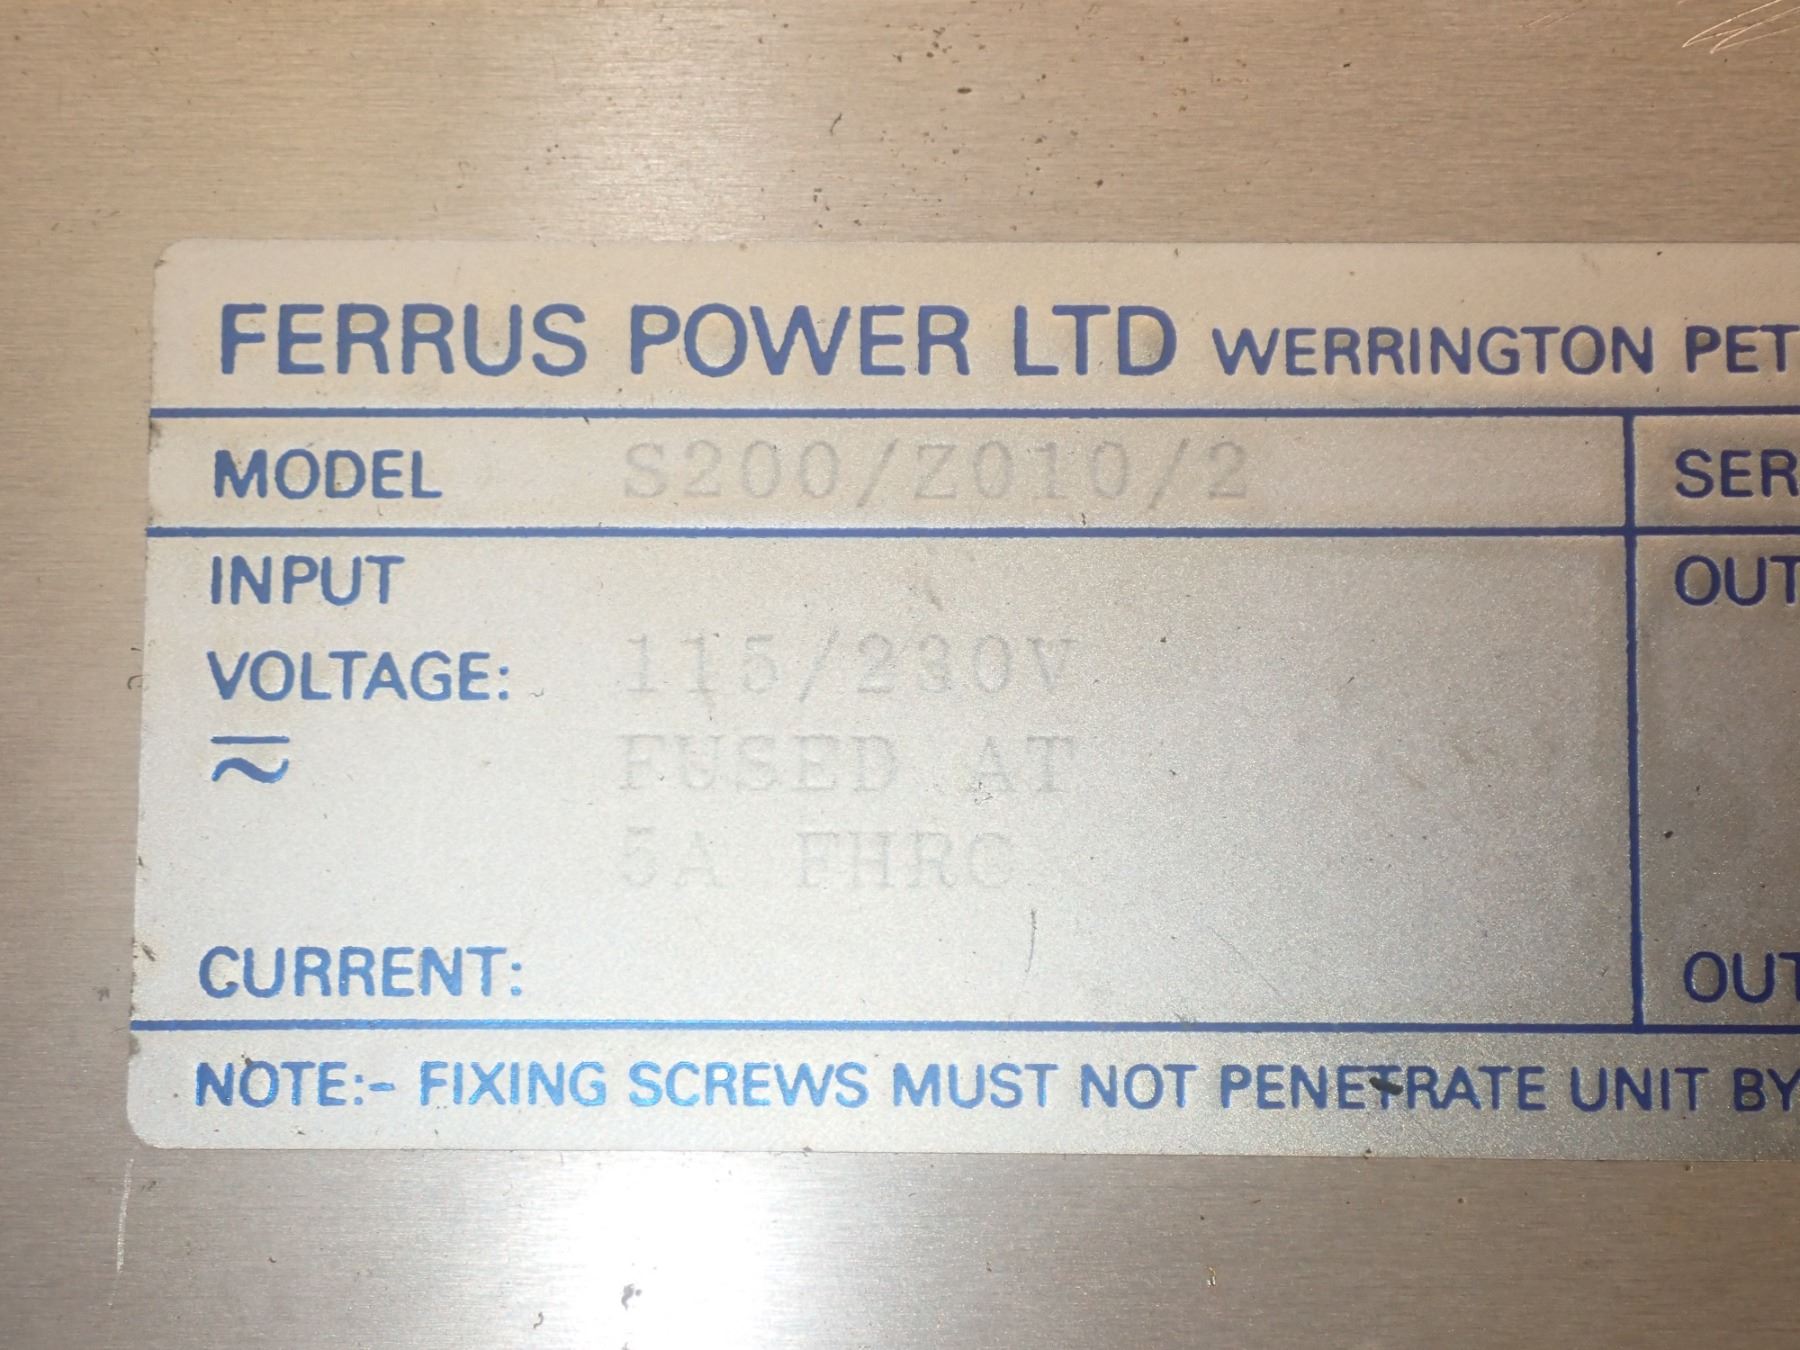 FERRUS POWER LTD WERRINGTON PET
MODEL S200/Z010/2 SER
INPUT OUT
VOLTAGE: 115/230V
FUSED AT
5A FHRC
CURRENT: OUT
NOTE:- FIXING SCREWS MUST NOT PENETRATE UNIT BY